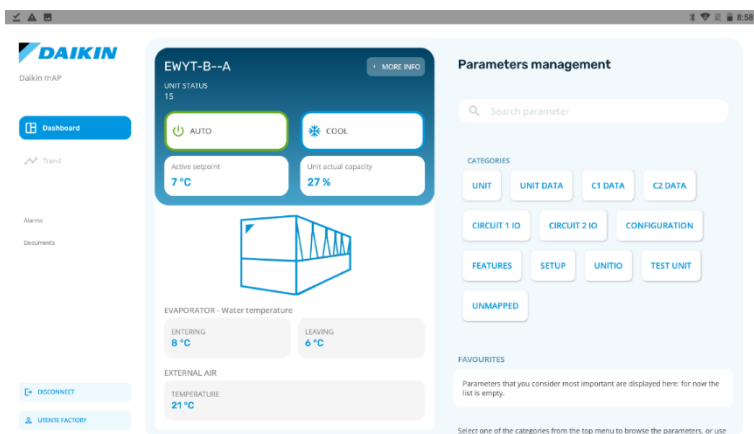 8:58
DAIKIN
Daikin mAP
Dashboard
Trend
Alarms
Documents
DISCONNECT
UTENTE FACTORY
EWYT-B--A
+ MORE INFO
UNIT STATUS
15
AUTO
COOL
Active setpoint
7 °C
Unit actual capacity
27 %
EVAPORATOR - Water temperature
ENTERING
8 °C
LEAVING
6 °C
EXTERNAL AIR
TEMPERATURE
21 °C
Parameters management
Search parameter
CATEGORIES
UNIT
UNIT DATA
C1 DATA
C2 DATA
CIRCUIT 1 IO
CIRCUIT 2 IO
CONFIGURATION
FEATURES
SETUP
UNITIO
TEST UNIT
UNMAPPED
FAVOURITES
Parameters that you consider most important are displayed here: for now the
list is empty.
Select one of the categories from the top menu to browse the parameters, or use